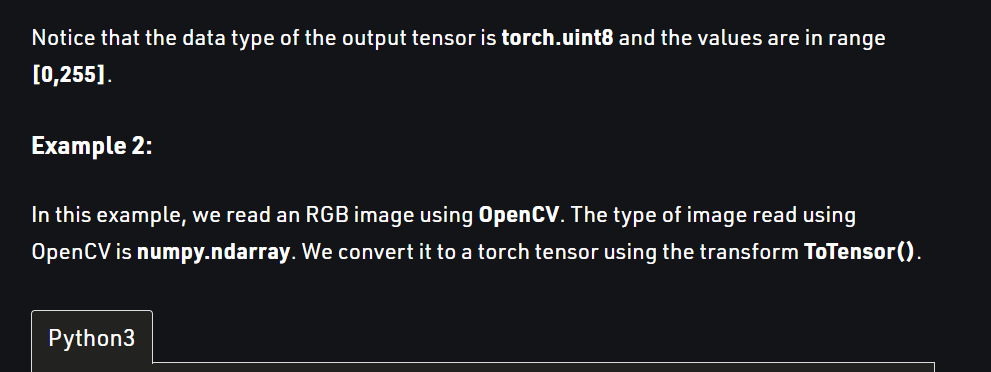 Notice that the data type of the output tensor is torch.uint8 and the values are in range
[0,255].
Example 2:
In this example, we read an RGB image using OpenCV. The type of image read using
OpenCV is numpy.ndarray. We convert it to a torch tensor using the transform ToTensor().
Python3